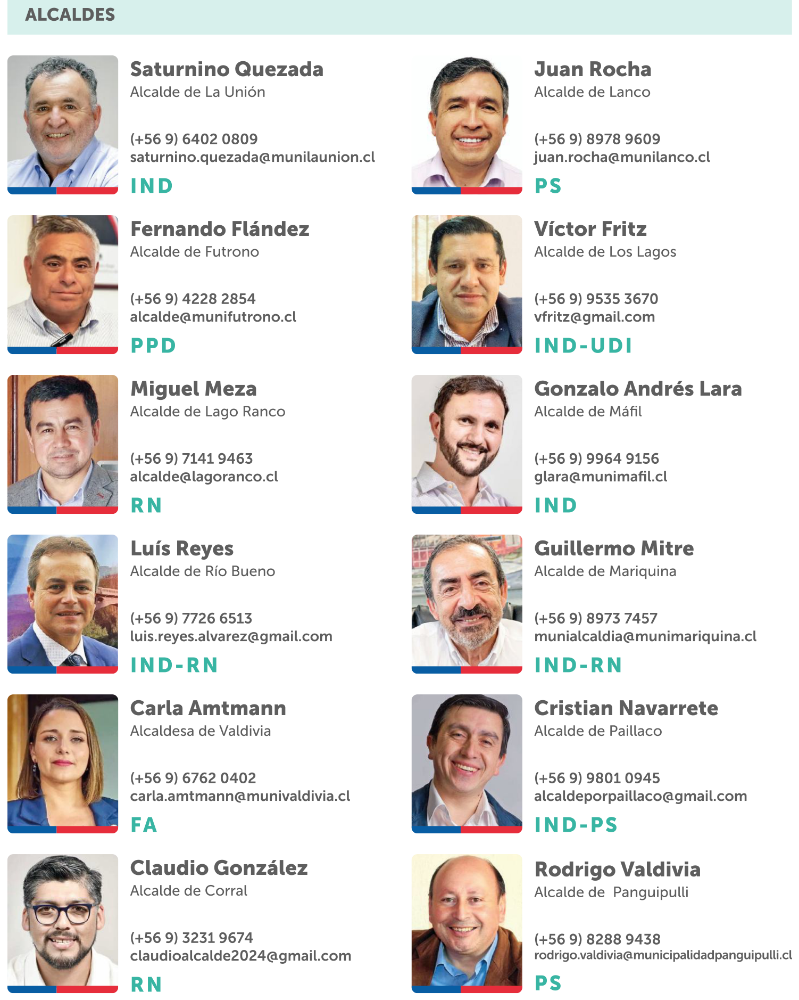 ALCALDES
Saturnino Quezada
Alcalde de La Unión
(+56 9) 6402 0809
saturnino.quezada@munilaunion.cl
IND
Juan Rocha
Alcalde de Lanco
(+56 9) 8978 9609
juan.rocha@munilanco.cl
PS
Fernando Flández
Alcalde de Futrono
(+56 9) 4228 2854
alcalde@munifutrono.cl
PPD
Víctor Fritz
Alcalde de Los Lagos
(+56 9) 9535 3670
vfritz@gmail.com
IND-UDI
Miguel Meza
Alcalde de Lago Ranco
(+56 9) 7141 9463
alcalde@lagoranco.cl
RN
Gonzalo Andrés Lara
Alcalde de Máfil
(+56 9) 9964 9156
glara@munimafil.cl
IND
Luís Reyes
Alcalde de Río Bueno
(+56 9) 7726 6513
luis.reyes.alvarez@gmail.com
IND-RN
Guillermo Mitre
Alcalde de Mariquina
(+56 9) 8973 7457
munialcaldia@munimariquina.cl
IND-RN
Carla Amtmann
Alcaldesa de Valdivia
(+56 9) 6762 0402
carla.amtmann@munivaldivia.cl
FA
Cristian Navarrete
Alcalde de Paillaco
(+56 9) 9801 0945
alcaldeporpaillaco@gmail.com
IND-PS
Claudio González
Alcalde de Corral
(+56 9) 3231 9674
claudioalcalde2024@gmail.com
RN
Rodrigo Valdivia
Alcalde de  Panguipulli
(+56 9) 8288 9438
rodrigo.valdivia@municipalidadpanguipulli.cl
PS